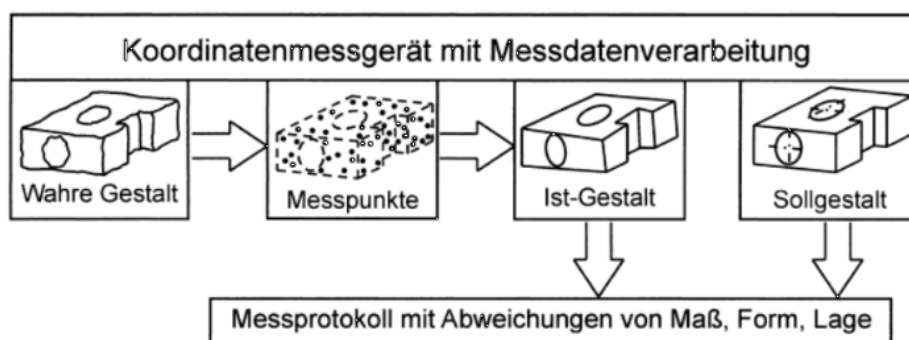 Koordinatenmessgerät mit Messdatenverarbeitung
Wahre Gestalt
Messpunkte
Ist-Gestalt
Sollgestalt
Messprotokoll mit Abweichungen von Maß, Form, Lage